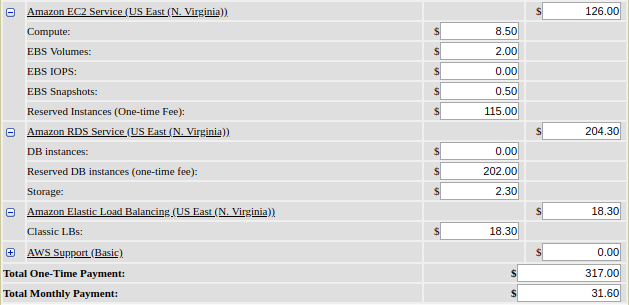 Amazon EC2 Service (US East (N. Virginia)) $ 126.00
Compute: $ 8.50
EBS Volumes: $ 2.00
EBS IOPS: $ 0.00
EBS Snapshots: $ 0.50
Reserved Instances (One-time Fee): $ 115.00
Amazon RDS Service (US East (N. Virginia)) $ 204.30
DB instances: $ 0.00
Reserved DB instances (one-time fee): $ 202.00
Storage: $ 2.30
Amazon Elastic Load Balancing (US East (N. Virginia)) $ 18.30
Classic LBs: $ 18.30
AWS Support (Basic) $ 0.00
Total One-Time Payment: $ 317.00
Total Monthly Payment: $ 31.60